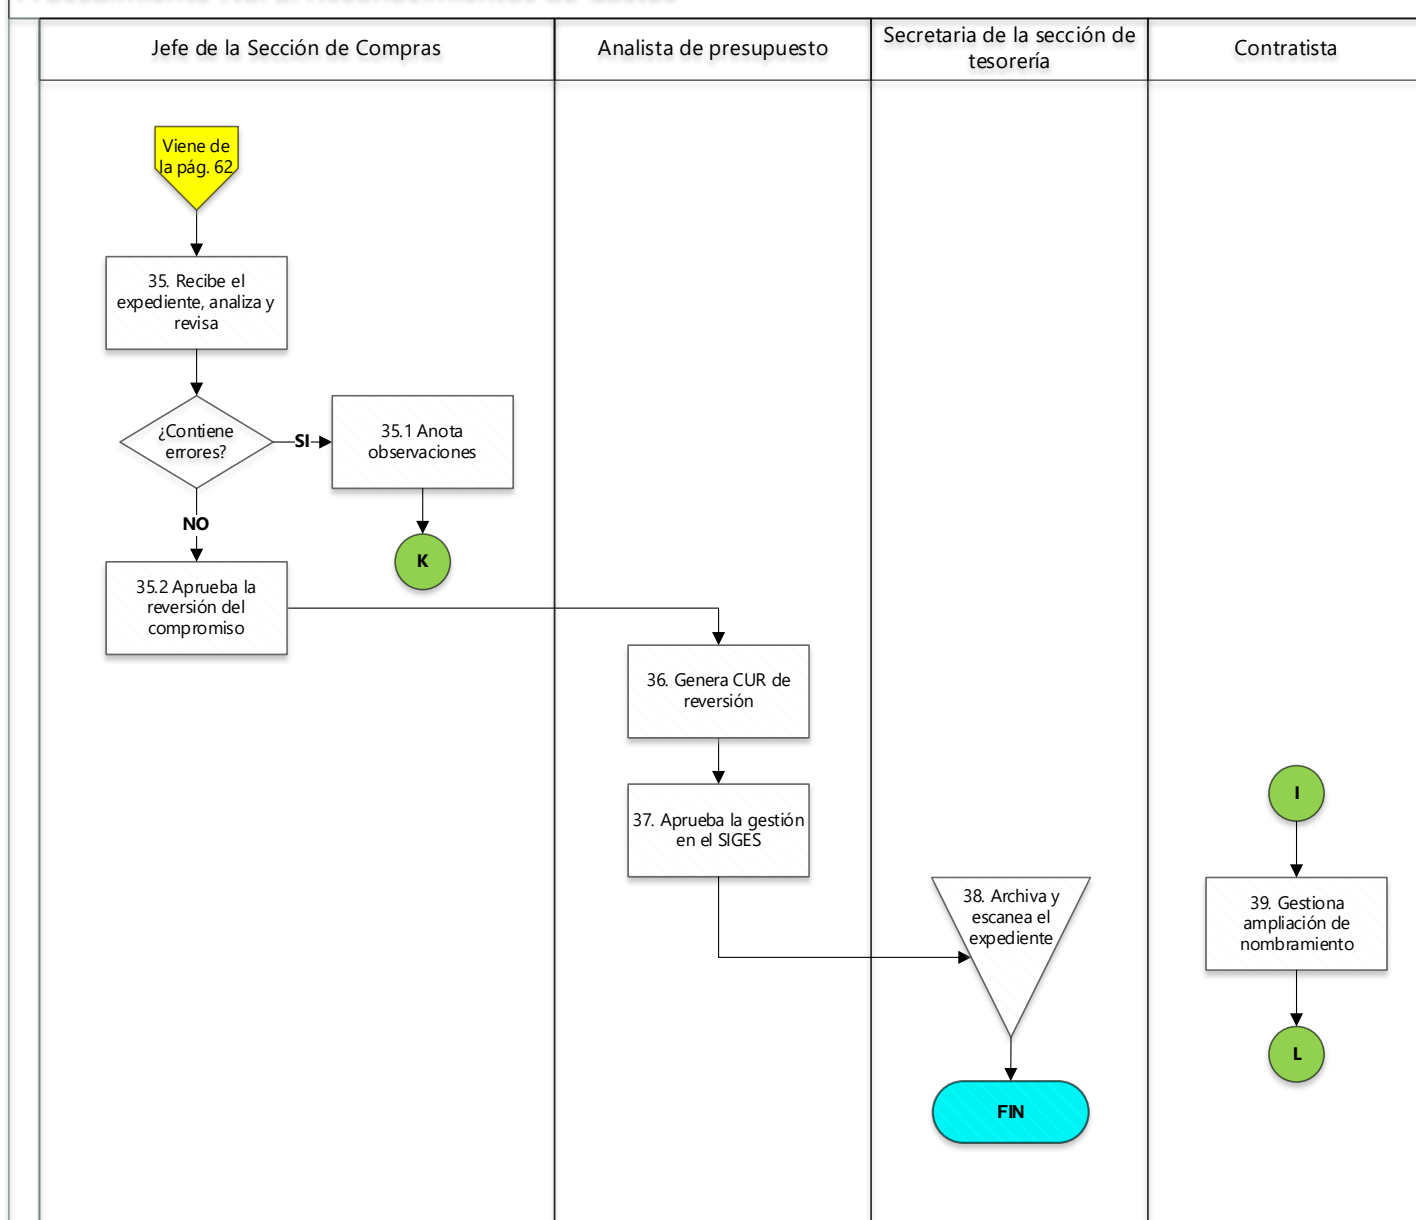 Jefe de la Sección de Compras
Analista de presupuesto
Secretaria de la sección de
tesorería
Contratista
Viene de
la pág. 62
35. Recibe el
expediente, analiza y
revisa
¿Contiene
errores?
SI
35.1 Anota
observaciones
NO
K
35.2 Aprueba la
reversión del
compromiso
36. Genera CUR de
reversión
37. Aprueba la gestión
en el SIGES
38. Archiva y
escanea el
expediente
FIN
I
39. Gestiona
ampliación de
nombramiento
L